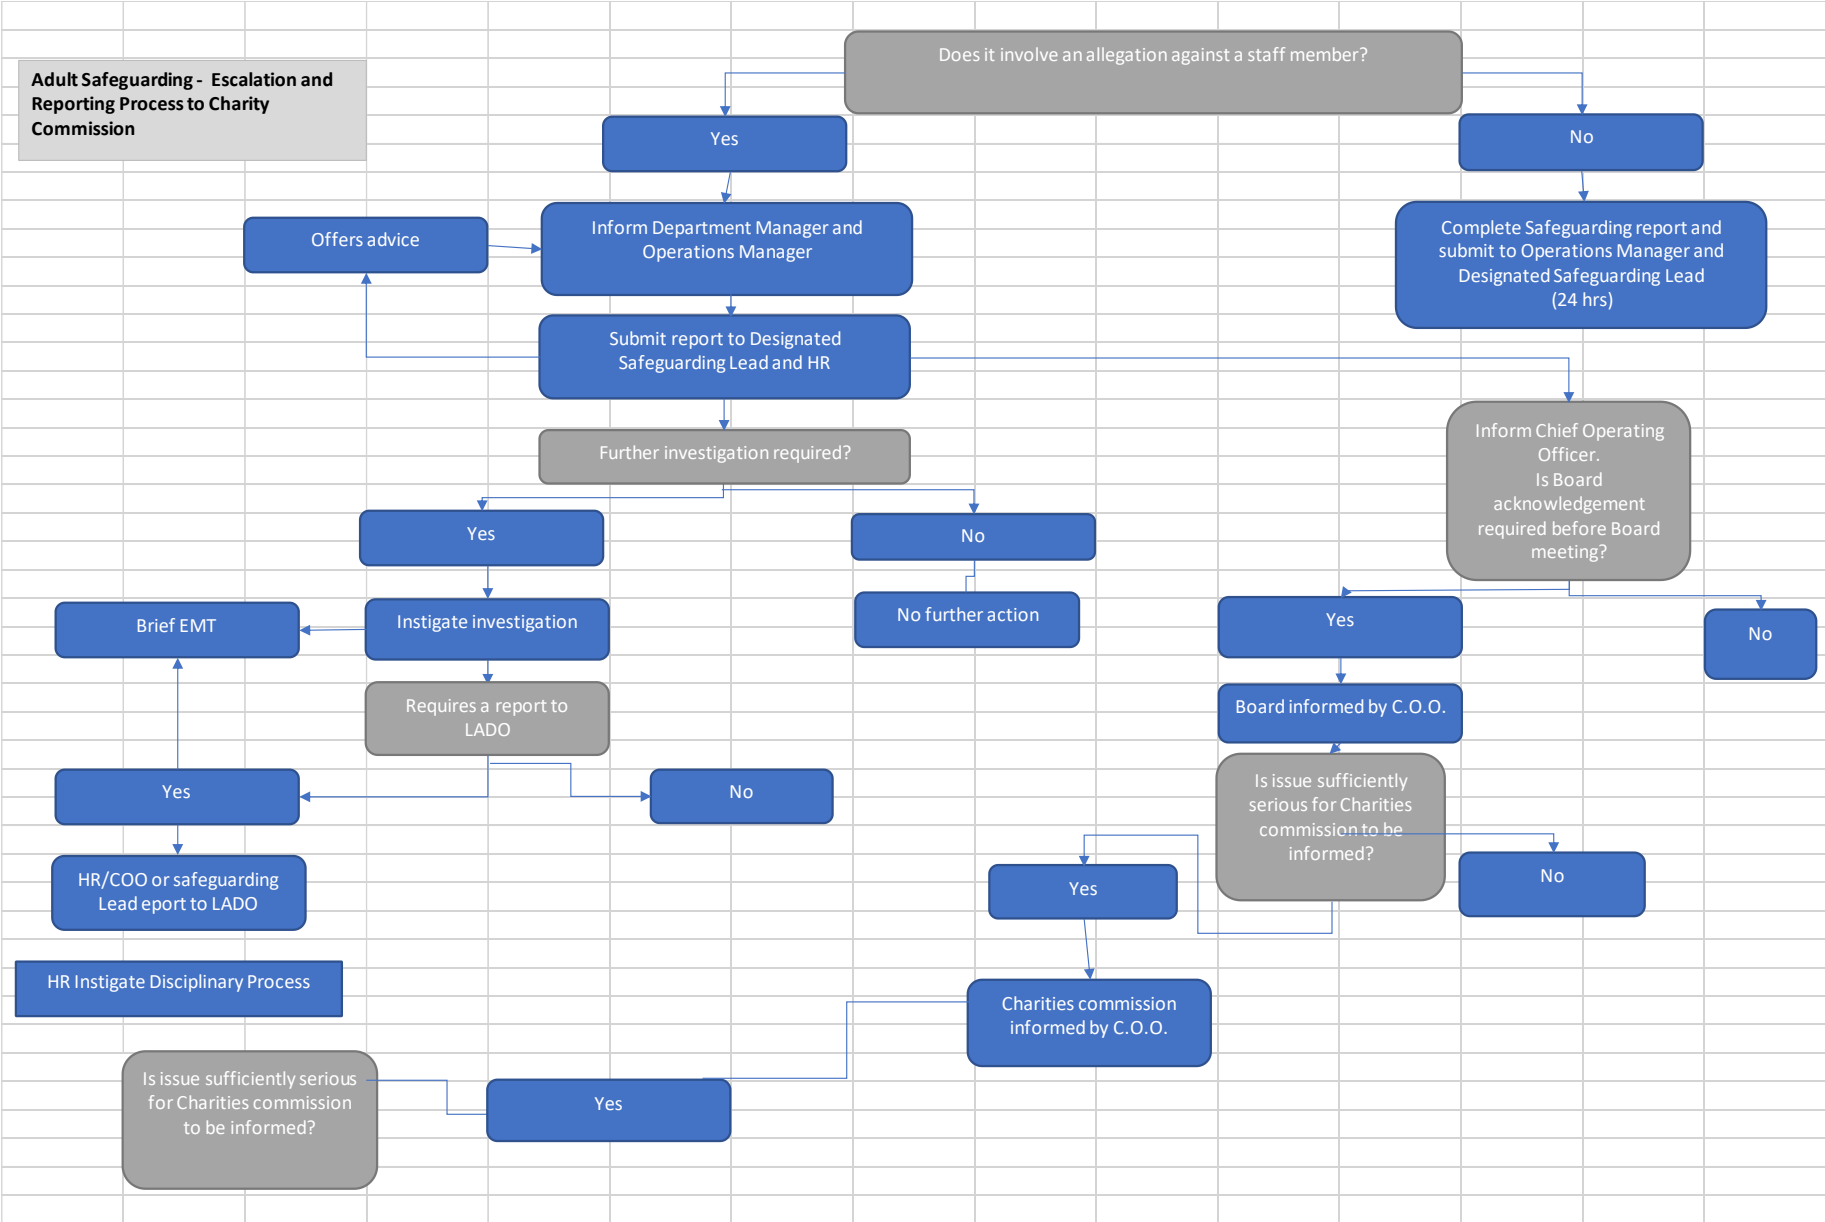 Does it involve an allegation against a staff member?
Adult Safeguarding - Escalation and
Reporting Process to Charity
Commission
Yes
No
Offers advice
Inform Department Manager and
Operations Manager
Complete Safeguarding report and
submit to Operations Manager and
Designated Safeguarding Lead
(24 hrs)
Submit report to Designated
Safeguarding Lead and HR
Further investigation required?
Inform Chief Operating
Officer.
Is Board
acknowledgement
required before Board
meeting?
Yes
No
Brief EMT
Instigate investigation
No further action
Yes
No
Requires a report to
LADO
Board informed by C.O.O.
Yes
No
Is issue sufficiently
serious for Charities
commission to be
informed?
HR/COO or safeguarding
Lead eport to LADO
Yes
No
HR Instigate Disciplinary Process
Charities commission
informed by C.O.O.
Is issue sufficiently serious
for Charities commission
to be informed?
Yes